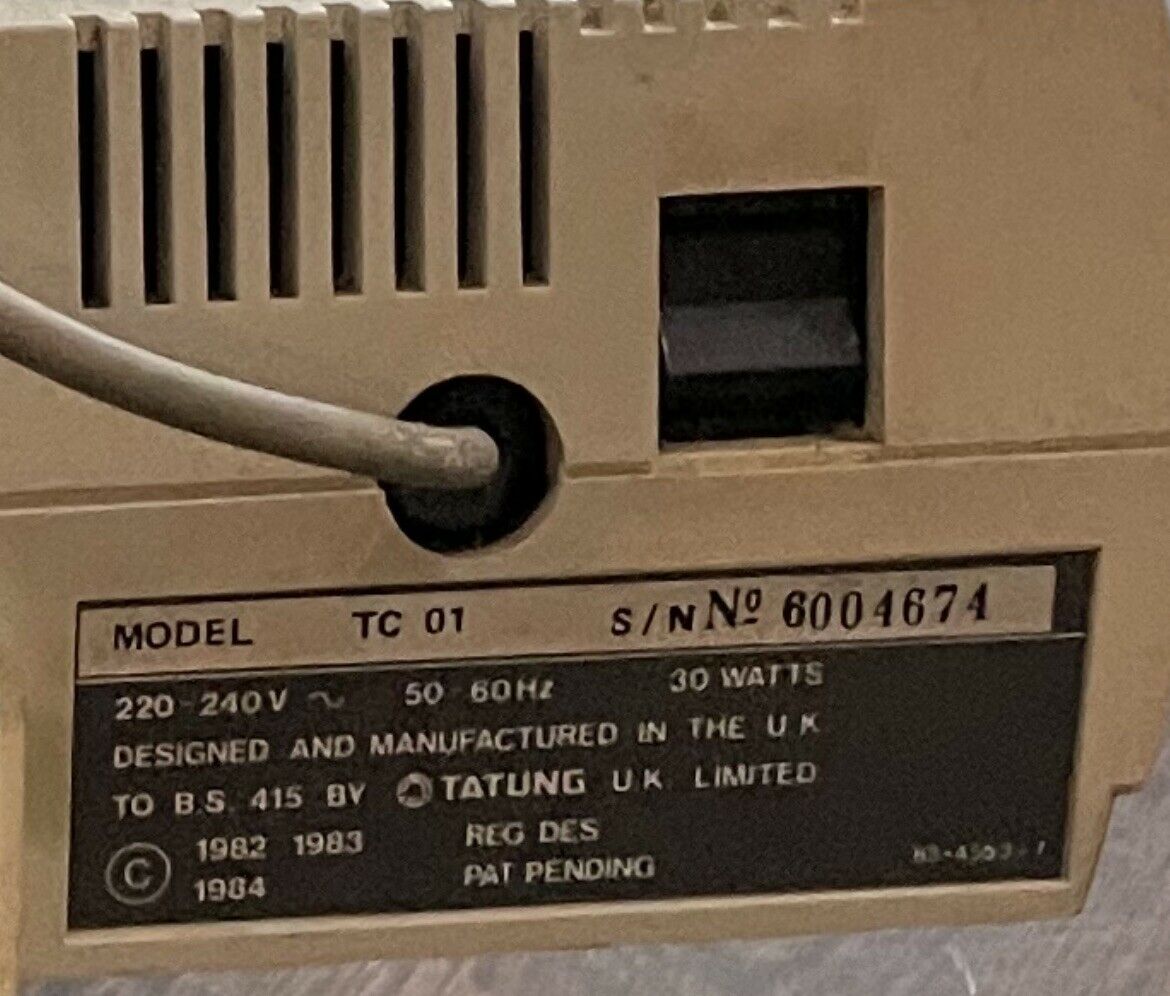 MODEL TC 01 S/N Nº 6004674
220-240V ~ 50-60Hz 30 WATTS
DESIGNED AND MANUFACTURED IN THE U K
TO B.S. 415 BY TATUNG U K LIMITED
© 1982 1983 REG DES
1984 PAT PENDING